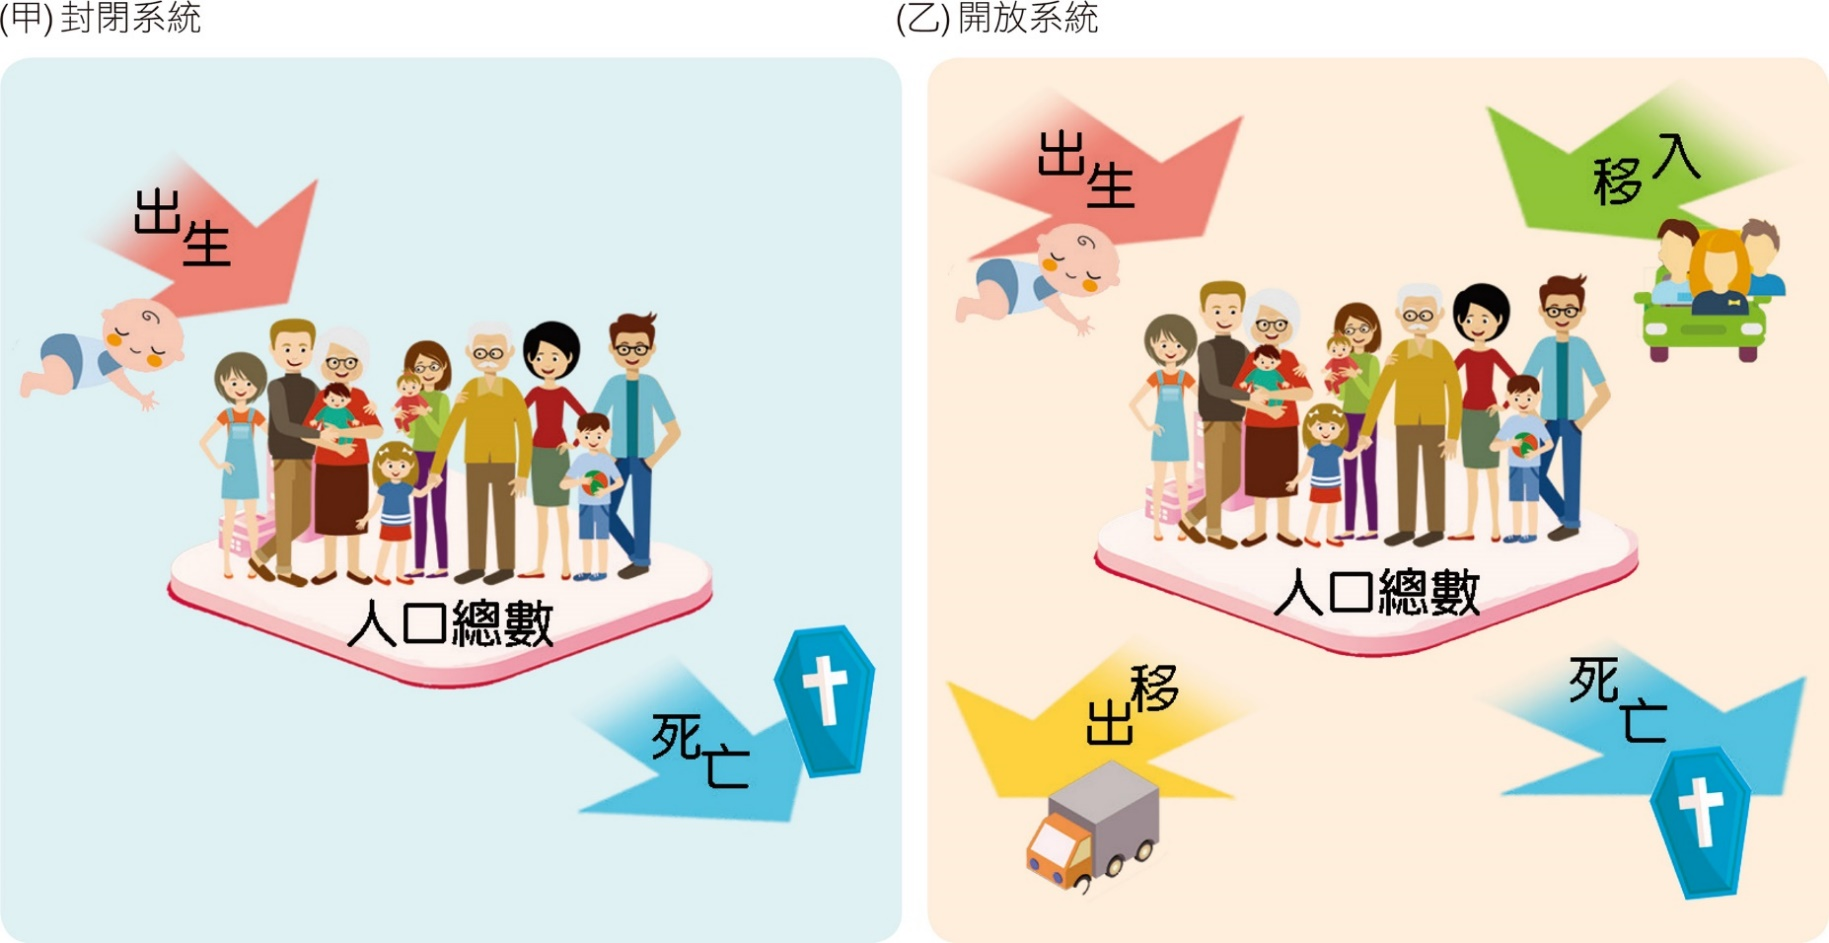 (甲)封閉系統
出生
人口總數
死亡
(乙)開放系統
出生
移入
人口總數
移出
死亡